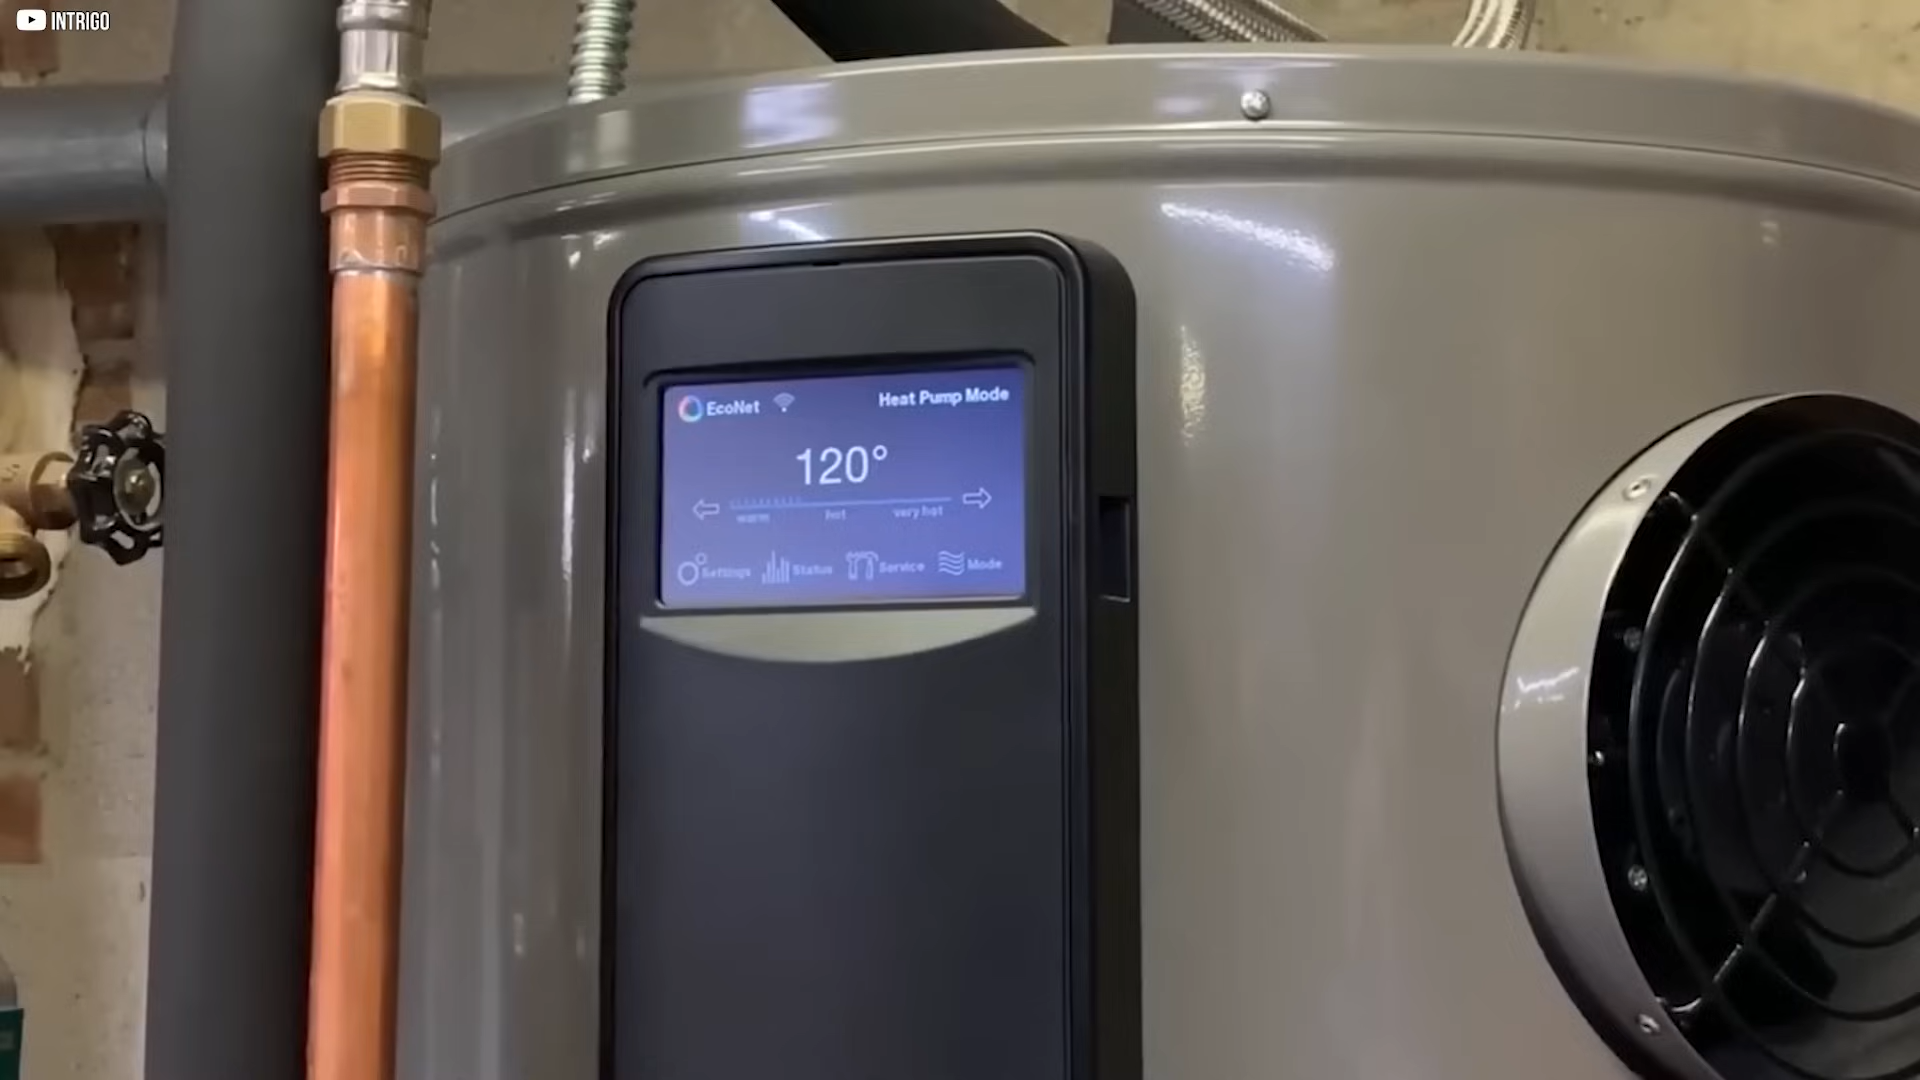 INTRIGO
EcoNet Heat Pump Mode
120°
warm hot very hot
Settings Status Service Mode